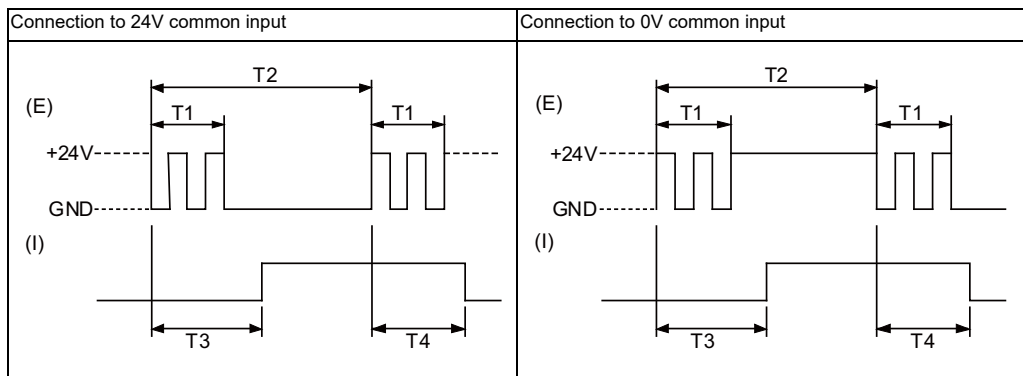 Connection to 24V common input
T2
(E)
T1
T1
+24V
GND
(I)
T3
T4
Connection to 0V common input
T2
(E)
T1
T1
+24V
GND
(I)
T3
T4